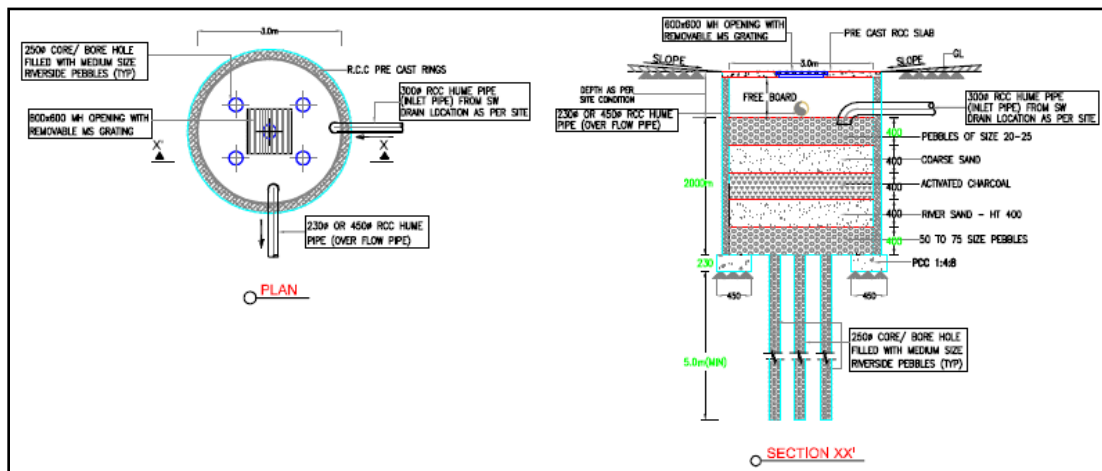 3.0m
250ø CORE/ BORE HOLE
FILLED WITH MEDIUM SIZE
RIVERSIDE PEBBLES (TYP)
R.C.C PRE CAST RINGS
300ø RCC HUME PIPE
(INLET PIPE) FROM SW
DRAIN LOCATION AS PER SITE
600x600 MH OPENING WITH
REMOVABLE MS GRATING
X'
X
230ø OR 450ø RCC HUME
PIPE (OVER FLOW PIPE)
PLAN
600x600 MH OPENING WITH
REMOVABLE MS GRATING
PRE CAST RCC SLAB
SLOPE
3.0m
SLOPE
GL
DEPTH AS PER
SITE CONDITION
FREE BOARD
300ø RCC HUME PIPE
(INLET PIPE) FROM SW
DRAIN LOCATION AS PER SITE
230ø OR 450ø RCC HUME
PIPE (OVER FLOW PIPE)
400
PEBBLES OF SIZE 20-25
400
COARSE SAND
2000m
400
ACTIVATED CHARCOAL
400
RIVER SAND - HT 400
400
50 TO 75 SIZE PEBBLES
230
PCC 1:4:8
450
450
250ø CORE/ BORE HOLE
FILLED WITH MEDIUM SIZE
RIVERSIDE PEBBLES (TYP)
5.0m(MIN)
SECTION XX'